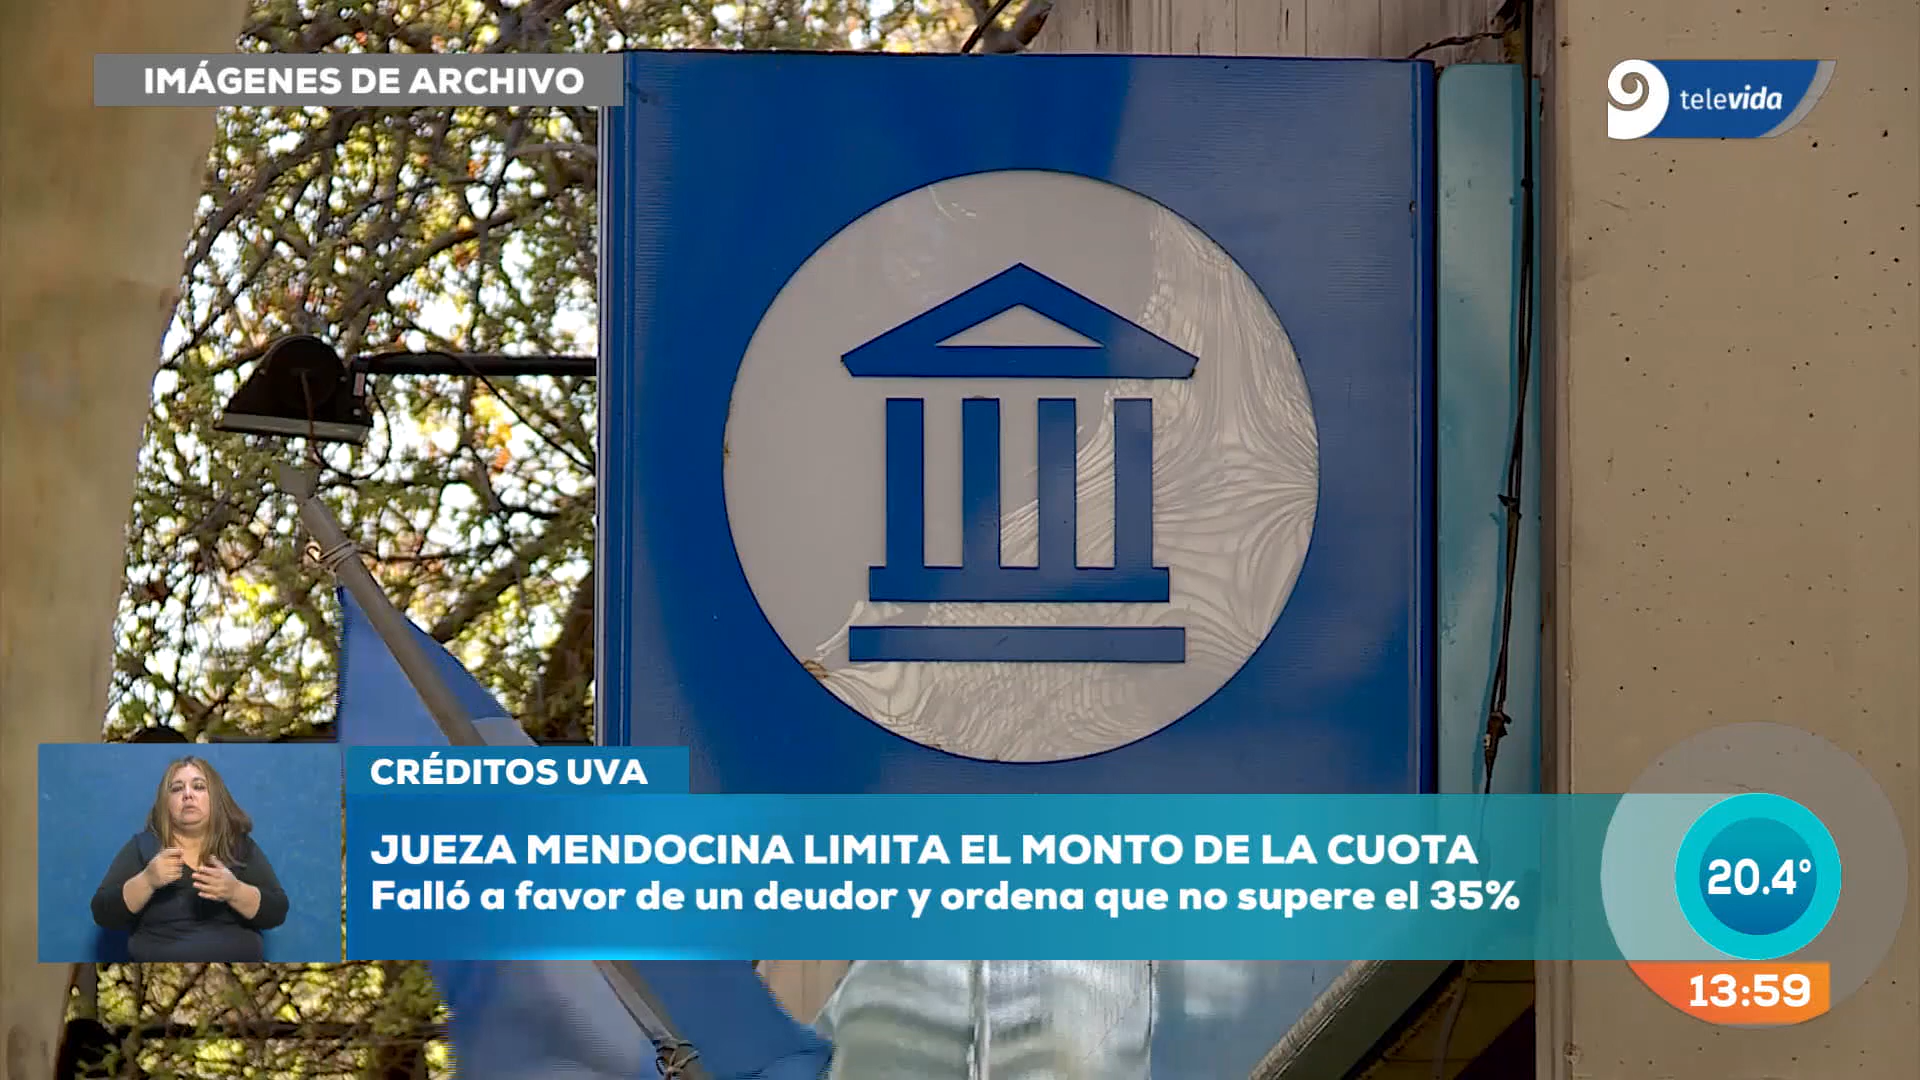 IMÁGENES DE ARCHIVO
9 televida
CRÉDITOS UVA
JUEZA MENDOCINA LIMITA EL MONTO DE LA CUOTA
Falló a favor de un deudor y ordena que no supere el 35%
20.4°
13:59